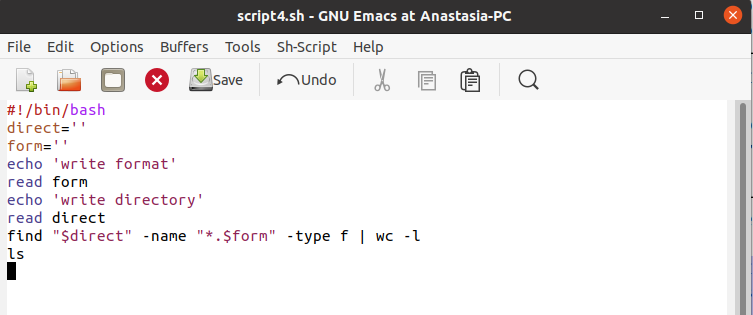 script4.sh - GNU Emacs at Anastasia-PC
File Edit Options Buffers Tools Sh-Script Help
Save Undo
#!/bin/bash
direct=''
form=''
echo 'write format'
read form
echo 'write directory'
read direct
find "$direct" -name "*.$form" -type f | wc -l
ls